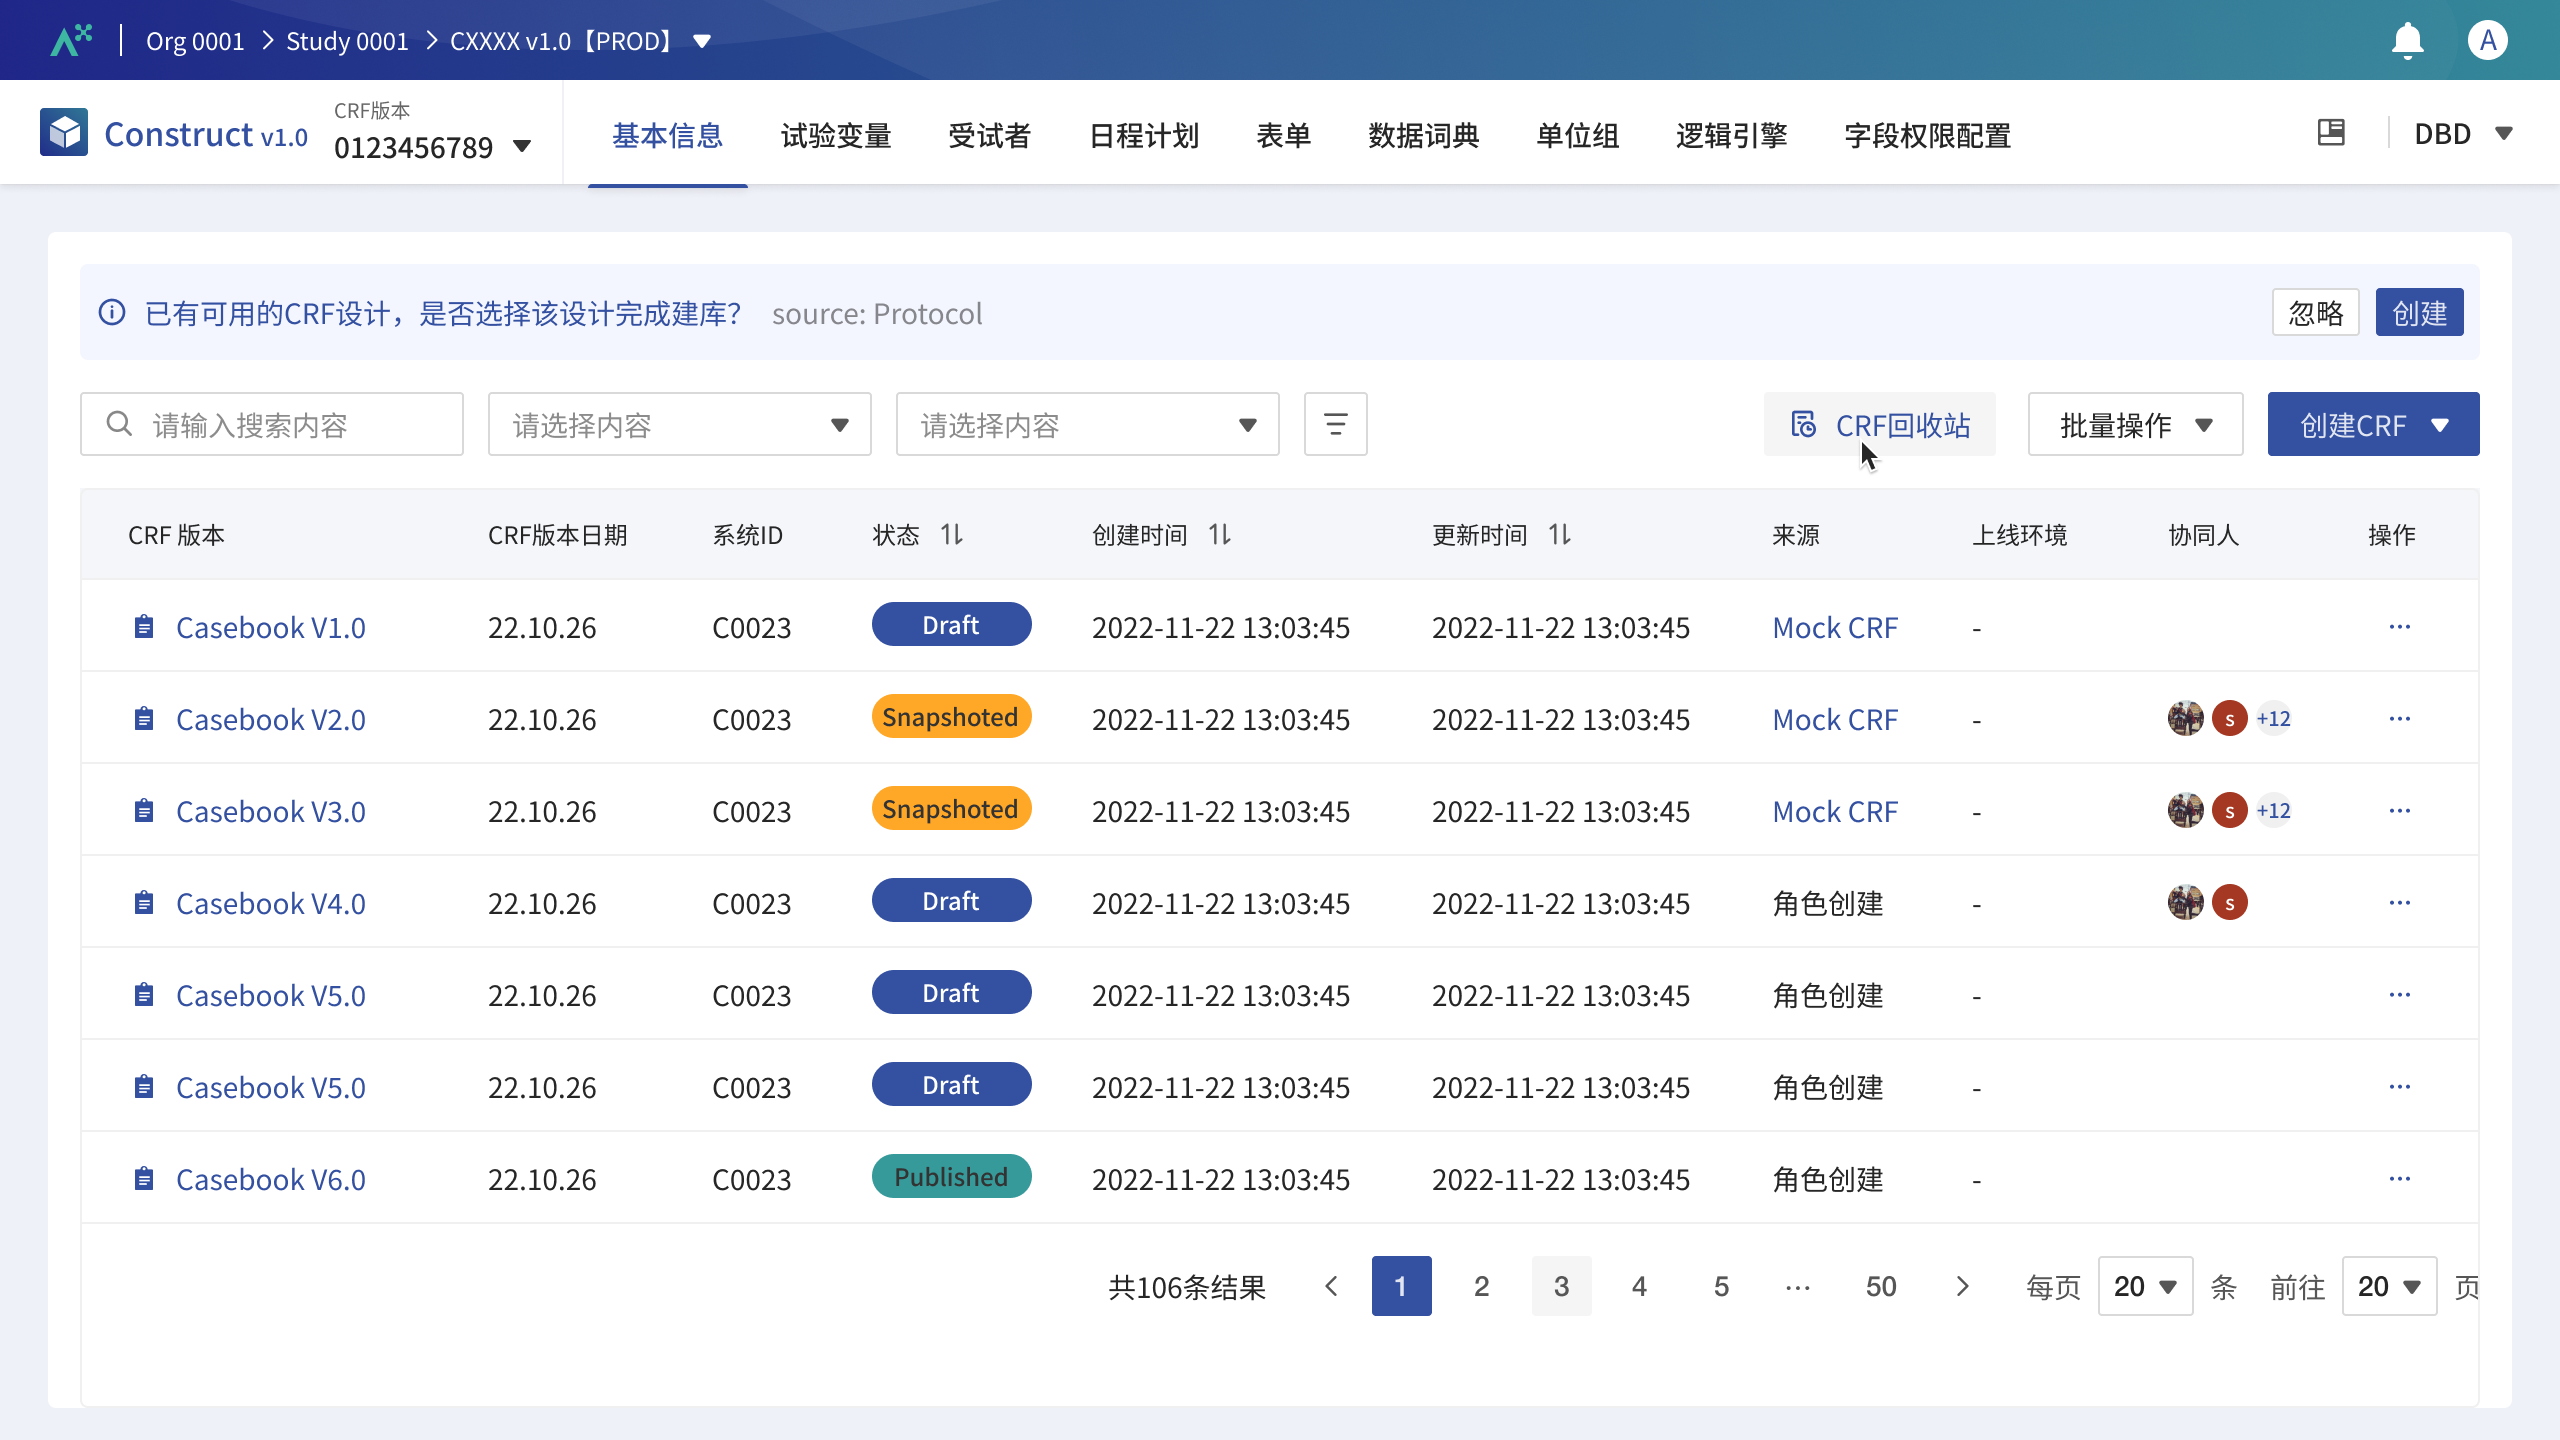 Org 0001 > Study 0001 > CXXXX v1.0【PROD】 A
Construct v1.0
CRF版本
0123456789
基本信息 试验变量 受试者 日程计划 表单 数据词典 单位组 逻辑引擎 字段权限配置
DBD
已有可用的CRF设计，是否选择该设计完成建库？ source: Protocol 忽略 创建
请输入搜索内容 请选择内容 请选择内容 CRF回收站 批量操作 创建CRF
CRF 版本 CRF版本日期 系统ID 状态 创建时间 更新时间 来源 上线环境 协同人 操作
Casebook V1.0 22.10.26 C0023 Draft 2022-11-22 13:03:45 2022-11-22 13:03:45 Mock CRF - ···
Casebook V2.0 22.10.26 C0023 Snapshoted 2022-11-22 13:03:45 2022-11-22 13:03:45 Mock CRF - s +12 ···
Casebook V3.0 22.10.26 C0023 Snapshoted 2022-11-22 13:03:45 2022-11-22 13:03:45 Mock CRF - s +12 ···
Casebook V4.0 22.10.26 C0023 Draft 2022-11-22 13:03:45 2022-11-22 13:03:45 角色创建 - s ···
Casebook V5.0 22.10.26 C0023 Draft 2022-11-22 13:03:45 2022-11-22 13:03:45 角色创建 - ···
Casebook V5.0 22.10.26 C0023 Draft 2022-11-22 13:03:45 2022-11-22 13:03:45 角色创建 - ···
Casebook V6.0 22.10.26 C0023 Published 2022-11-22 13:03:45 2022-11-22 13:03:45 角色创建 - ···
共106条结果 < 1 2 3 4 5 ··· 50 > 每页 20 条 前往 20 页